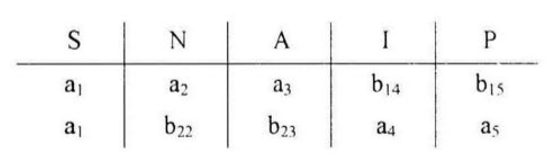 S N A I P
a₁ a₂ a₃ b₁₄ b₁₅
a₁ b₂₂ b₂₃ a₄ a₅